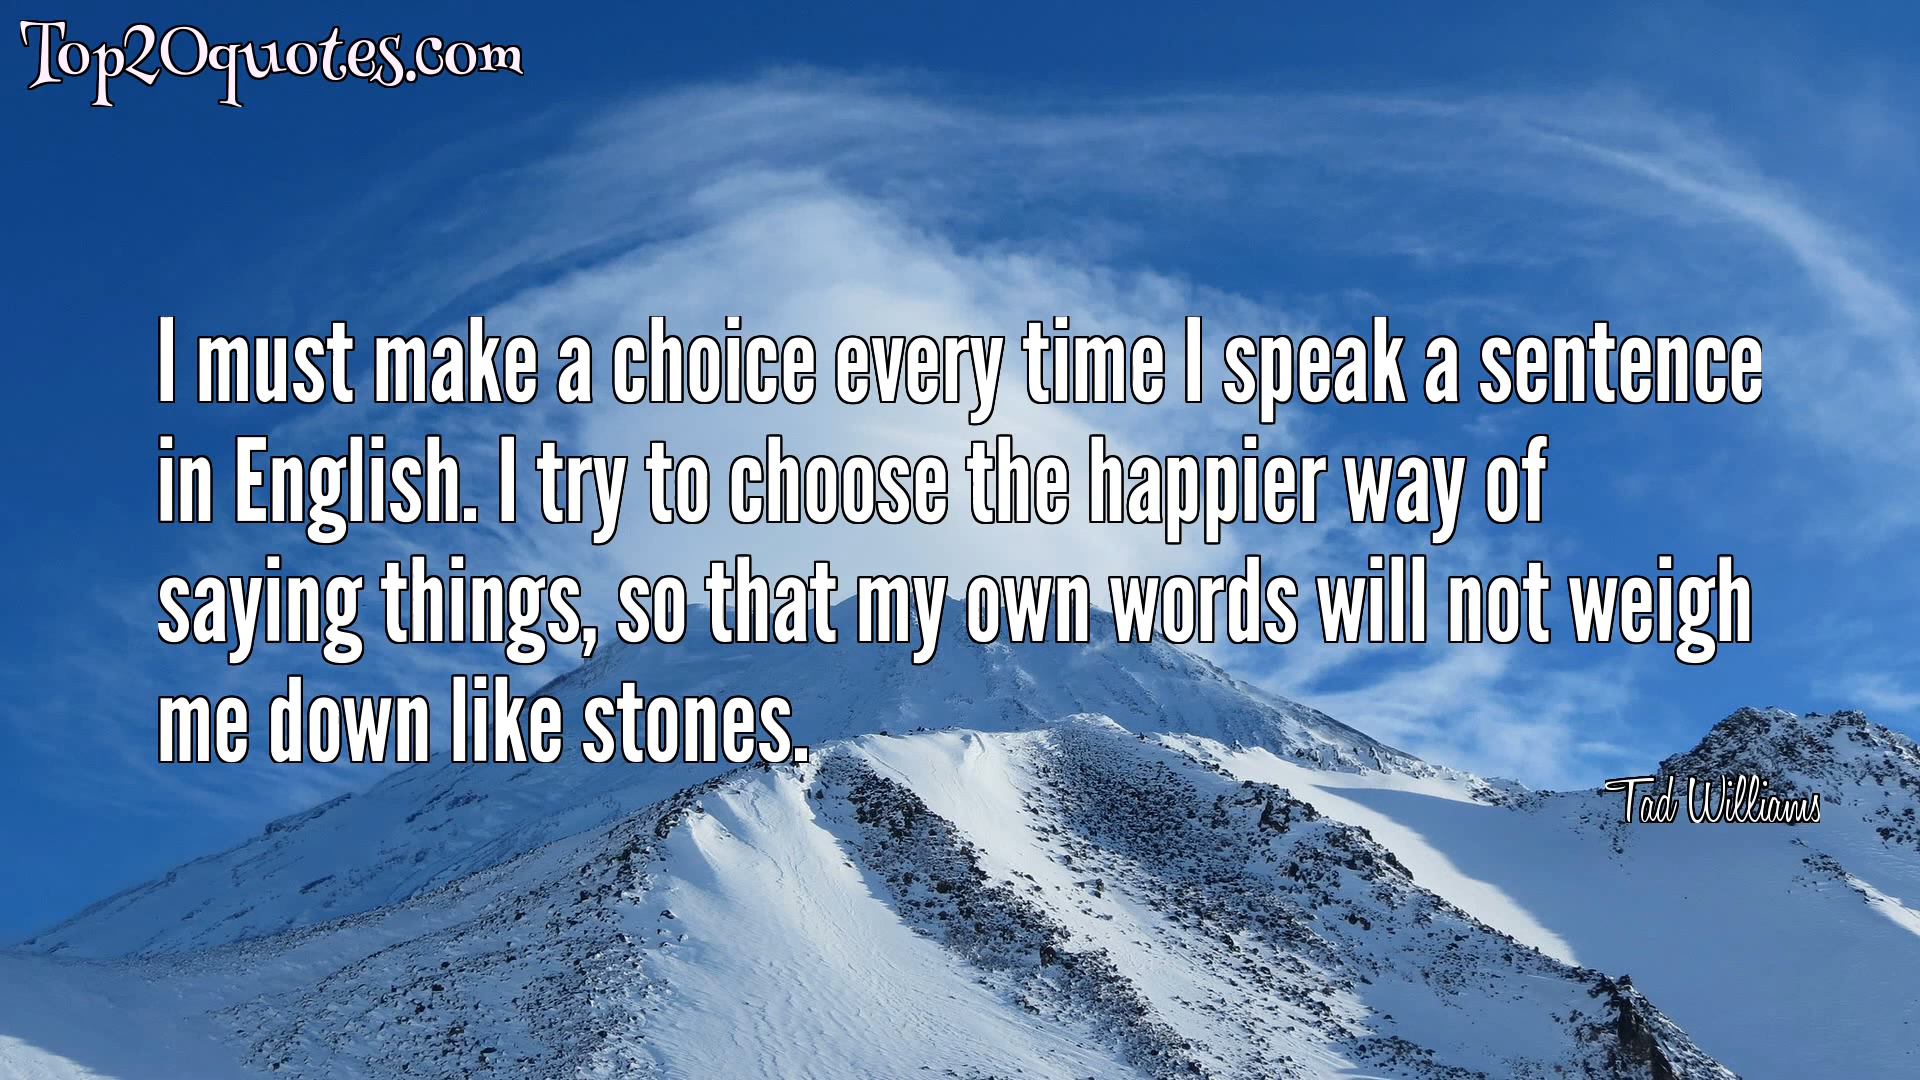 Top20quotes.com
I must make a choice every time I speak a sentence
in English. I try to choose the happier way of
saying things, so that my own words will not weigh
me down like stones.
Tad Williams